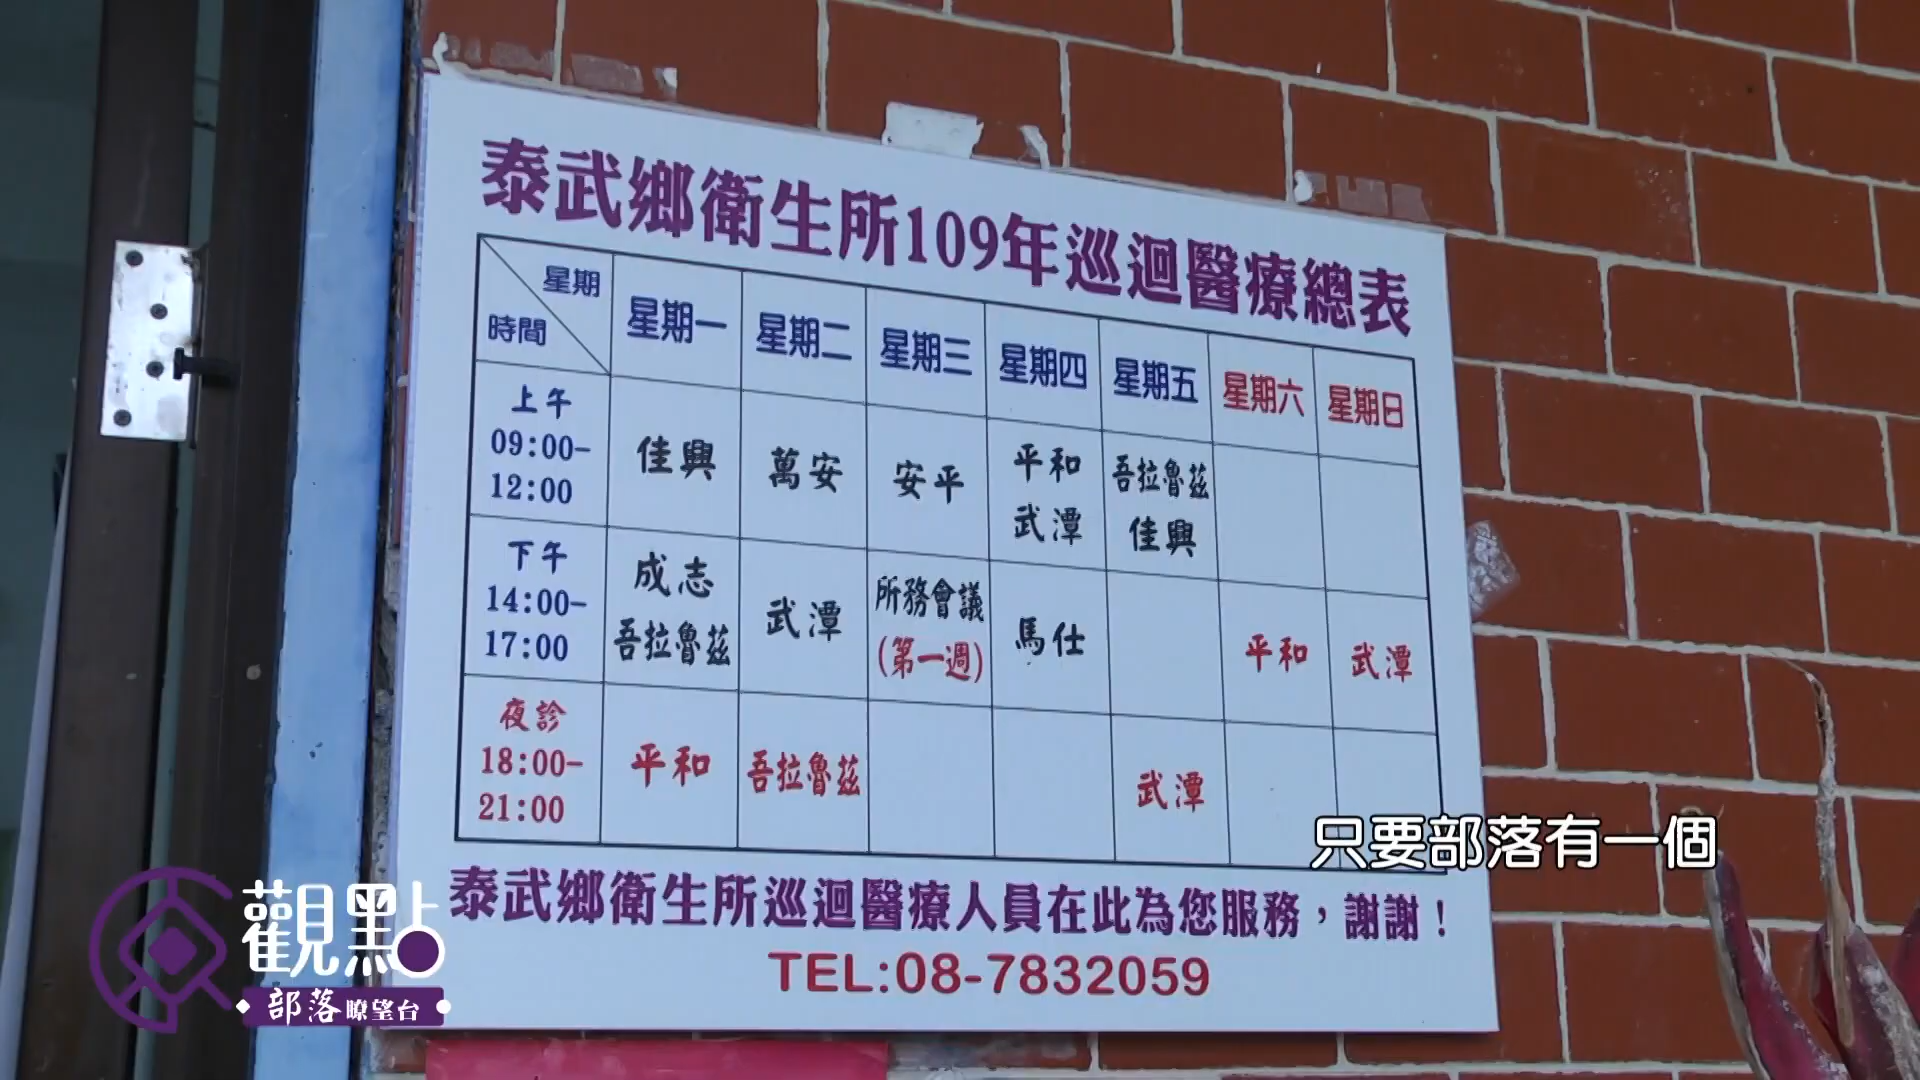 泰武鄉衛生所109年巡迴醫療總表
星期
時間
星期一 星期二 星期三 星期四 星期五 星期六 星期日
上午
09:00-
12:00
佳興 萬安 安平 平和 吾拉魯茲
武潭 佳興
下午
14:00-
17:00
成志 武潭 所務會議 馬仕 平和 武潭
吾拉魯茲 (第一週)
夜診
18:00-
21:00
平和 吾拉魯茲 武潭
只要部落有一個
泰武鄉衛生所巡迴醫療人員在此為您服務，謝謝！
TEL:08-7832059
觀點
部落瞭望台